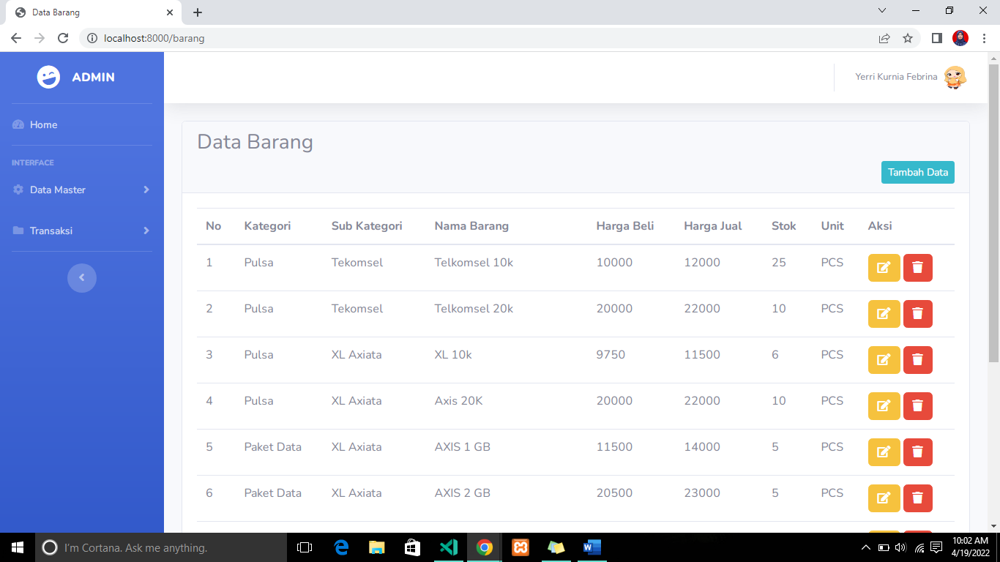 Data Barang
localhost:8000/barang
ADMIN
Yerri Kurnia Febrina
Home
INTERFACE
Data Master
Transaksi
Data Barang
Tambah Data
No Kategori Sub Kategori Nama Barang Harga Beli Harga Jual Stok Unit Aksi
1 Pulsa Tekomsel Telkomsel 10k 10000 12000 25 PCS
2 Pulsa Tekomsel Telkomsel 20k 20000 22000 10 PCS
3 Pulsa XL Axiata XL 10k 9750 11500 6 PCS
4 Pulsa XL Axiata Axis 20K 20000 22000 10 PCS
5 Paket Data XL Axiata AXIS 1 GB 11500 14000 5 PCS
6 Paket Data XL Axiata AXIS 2 GB 20500 23000 5 PCS
I'm Cortana. Ask me anything.
10:02 AM
4/19/2022